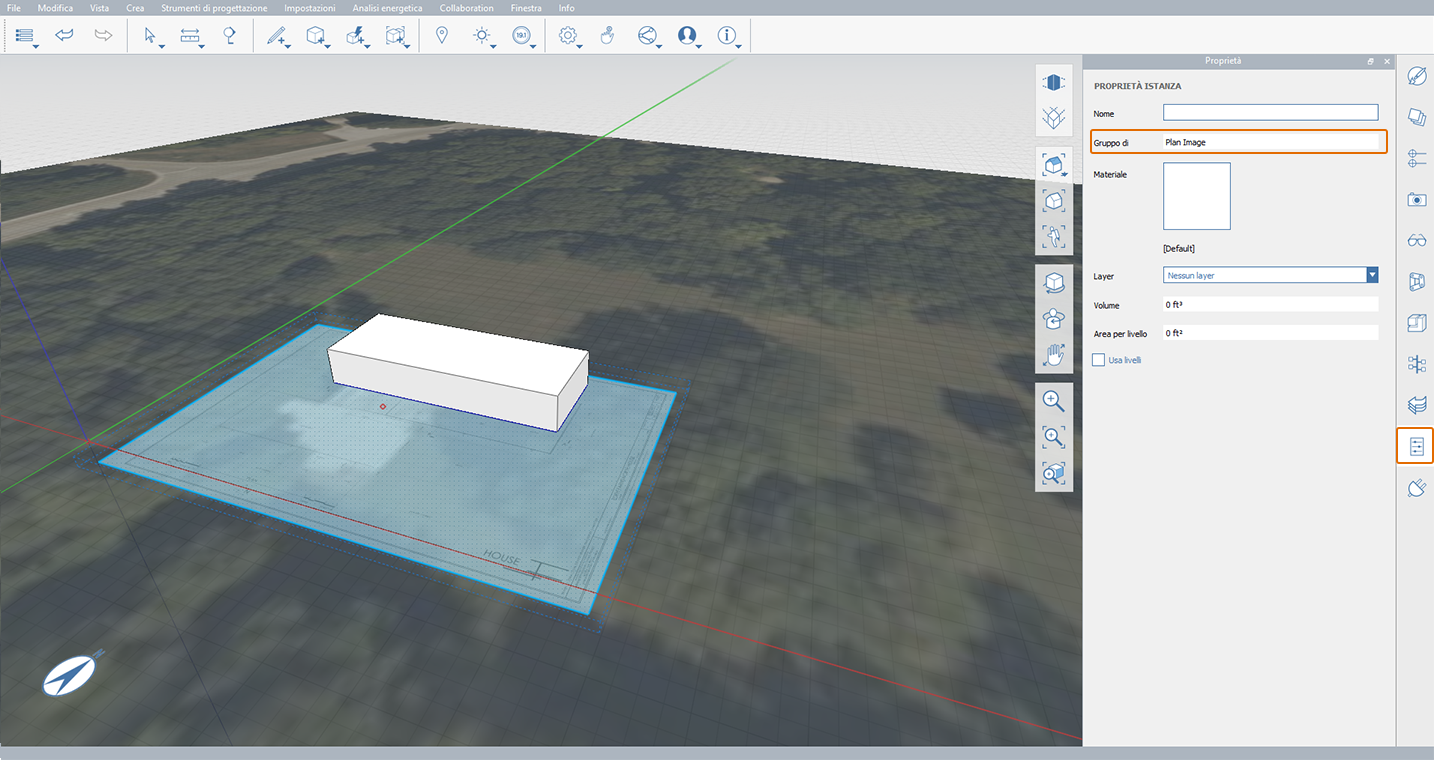 File Modifica Vista Crea Strumenti di progettazione Impostazioni Analisi energetica Collaboration Finestra Info
19.1
Proprietà
PROPRIETÀ ISTANZA
Nome
Gruppo di Plan Image
Materiale
[Default]
Layer Nessun layer
Volume 0 ft³
Area per livello 0 ft²
Usa livelli
HOUSE